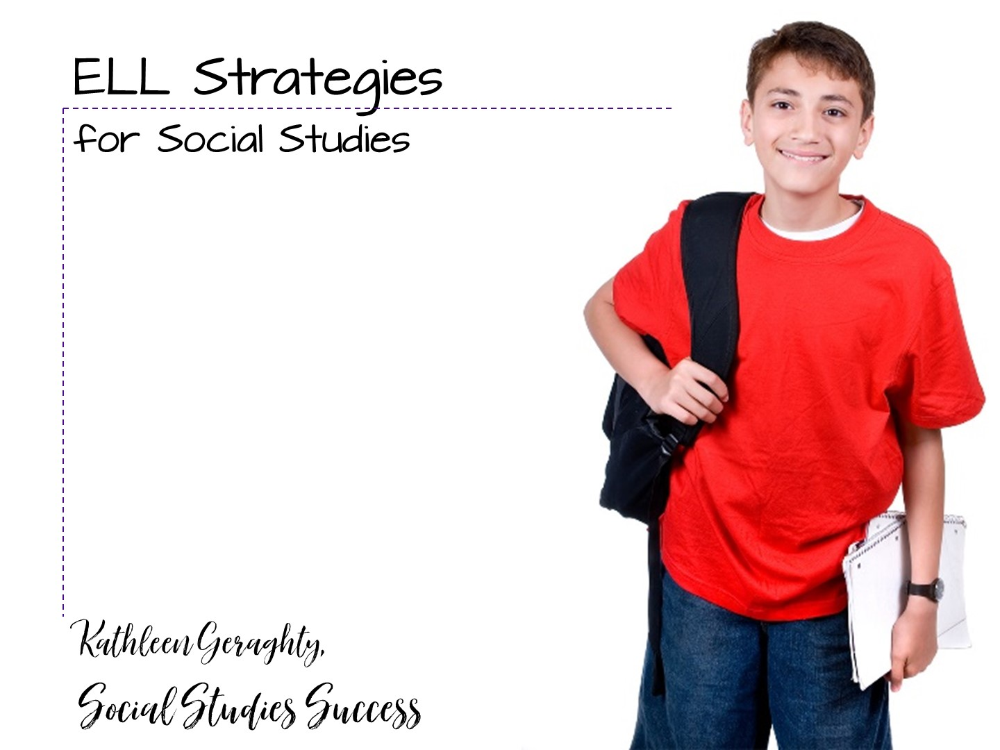 ELL Strategies
for Social Studies
Kathleen Geraghty,
Social Studies Success